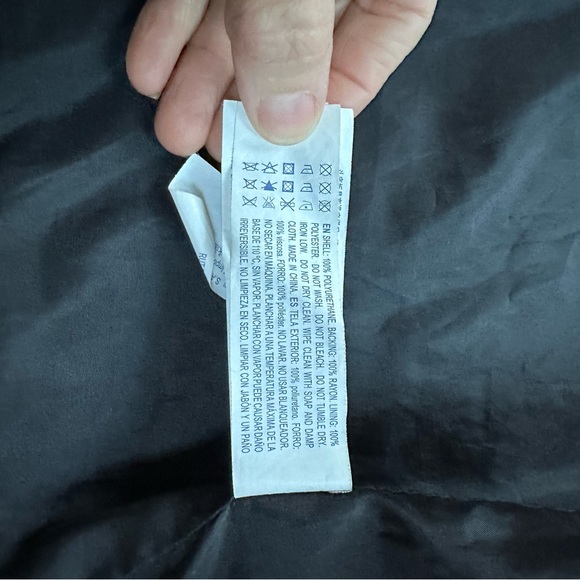 EN SHELL: 100% POLYURETHANE. BACKING: 100% RAYON. LINING: 100%
POLYESTER. DO NOT WASH. DO NOT BLEACH. DO NOT TUMBLE DRY.
IRON LOW. DO NOT DRY CLEAN. WIPE CLEAN WITH SOAP AND DAMP
CLOTH. MADE IN CHINA. ES TELA EXTERIOR: 100% poliuretano. FORRO:
100% viscosa. FORRO: 100% poliéster. NO LAVAR. NO USAR BLANQUEADOR.
NO SECAR EN MÁQUINA. PLANCHAR A UNA TEMPERATURA MÁXIMA DE LA
BASE DE 110 ºC, SIN VAPOR. PLANCHAR CON VAPOR PUEDE CAUSAR DAÑO
IRREVERSIBLE. NO LIMPIEZA EN SECO. LIMPIAR CON JABÓN Y UN PAÑO